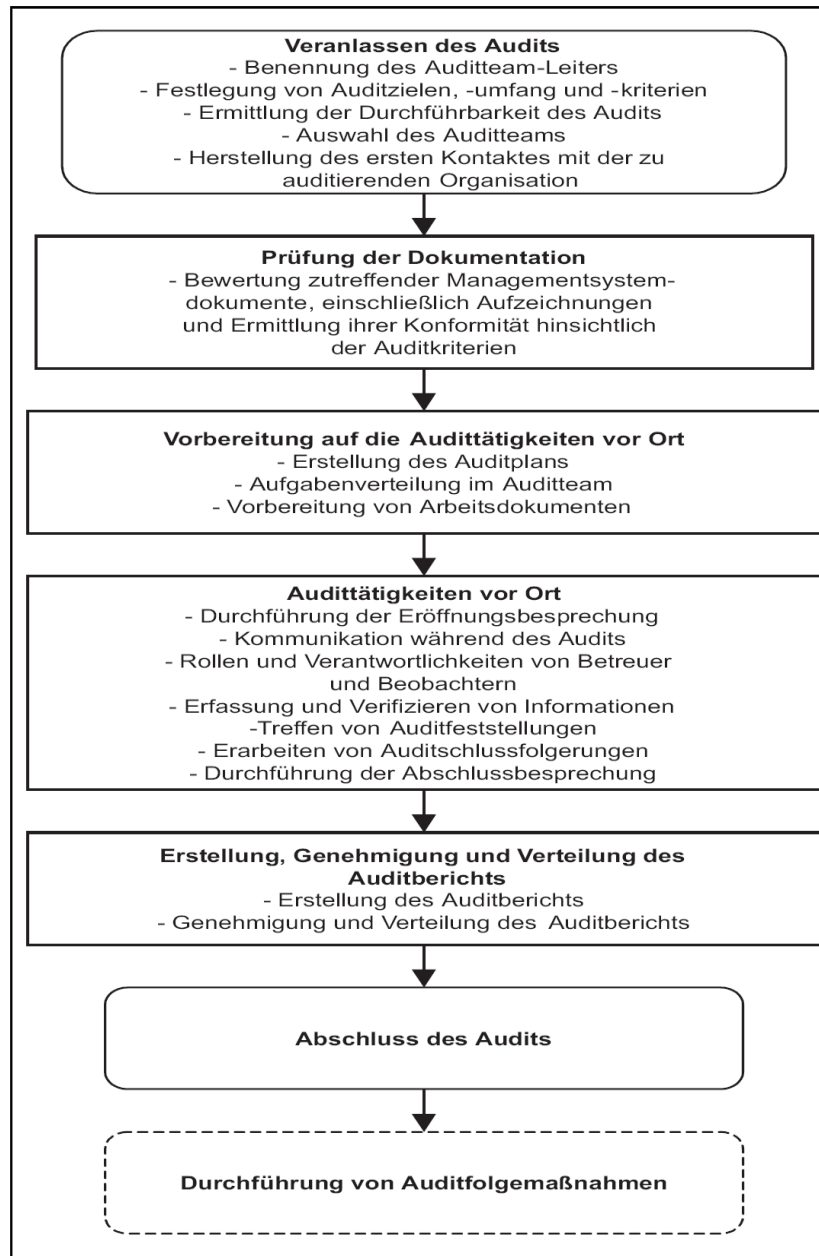 Veranlassen des Audits
- Benennung des Auditteam-Leiters
- Festlegung von Auditzielen, -umfang und -kriterien
- Ermittlung der Durchführbarkeit des Audits
- Auswahl des Auditteams
- Herstellung des ersten Kontaktes mit der zu
auditierenden Organisation
Prüfung der Dokumentation
- Bewertung zutreffender Managementsystem-
dokumente, einschließlich Aufzeichnungen
und Ermittlung ihrer Konformität hinsichtlich
der Auditkriterien
Vorbereitung auf die Audittätigkeiten vor Ort
- Erstellung des Auditplans
- Aufgabenverteilung im Auditteam
- Vorbereitung von Arbeitsdokumenten
Audittätigkeiten vor Ort
- Durchführung der Eröffnungsbesprechung
- Kommunikation während des Audits
- Rollen und Verantwortlichkeiten von Betreuer
und Beobachtern
- Erfassung und Verifizieren von Informationen
-Treffen von Auditfeststellungen
- Erarbeiten von Auditschlussfolgerungen
- Durchführung der Abschlussbesprechung
Erstellung, Genehmigung und Verteilung des
Auditberichts
- Erstellung des Auditberichts
- Genehmigung und Verteilung des Auditberichts
Abschluss des Audits
Durchführung von Auditfolgemaßnahmen